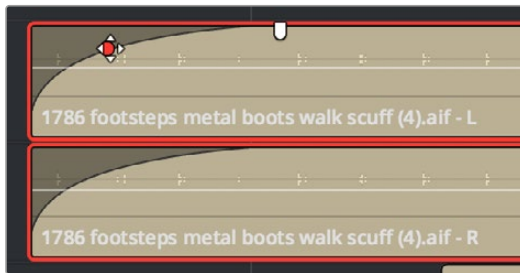 1786 footsteps metal boots walk scuff (4).aif - L
1786 footsteps metal boots walk scuff (4).aif - R